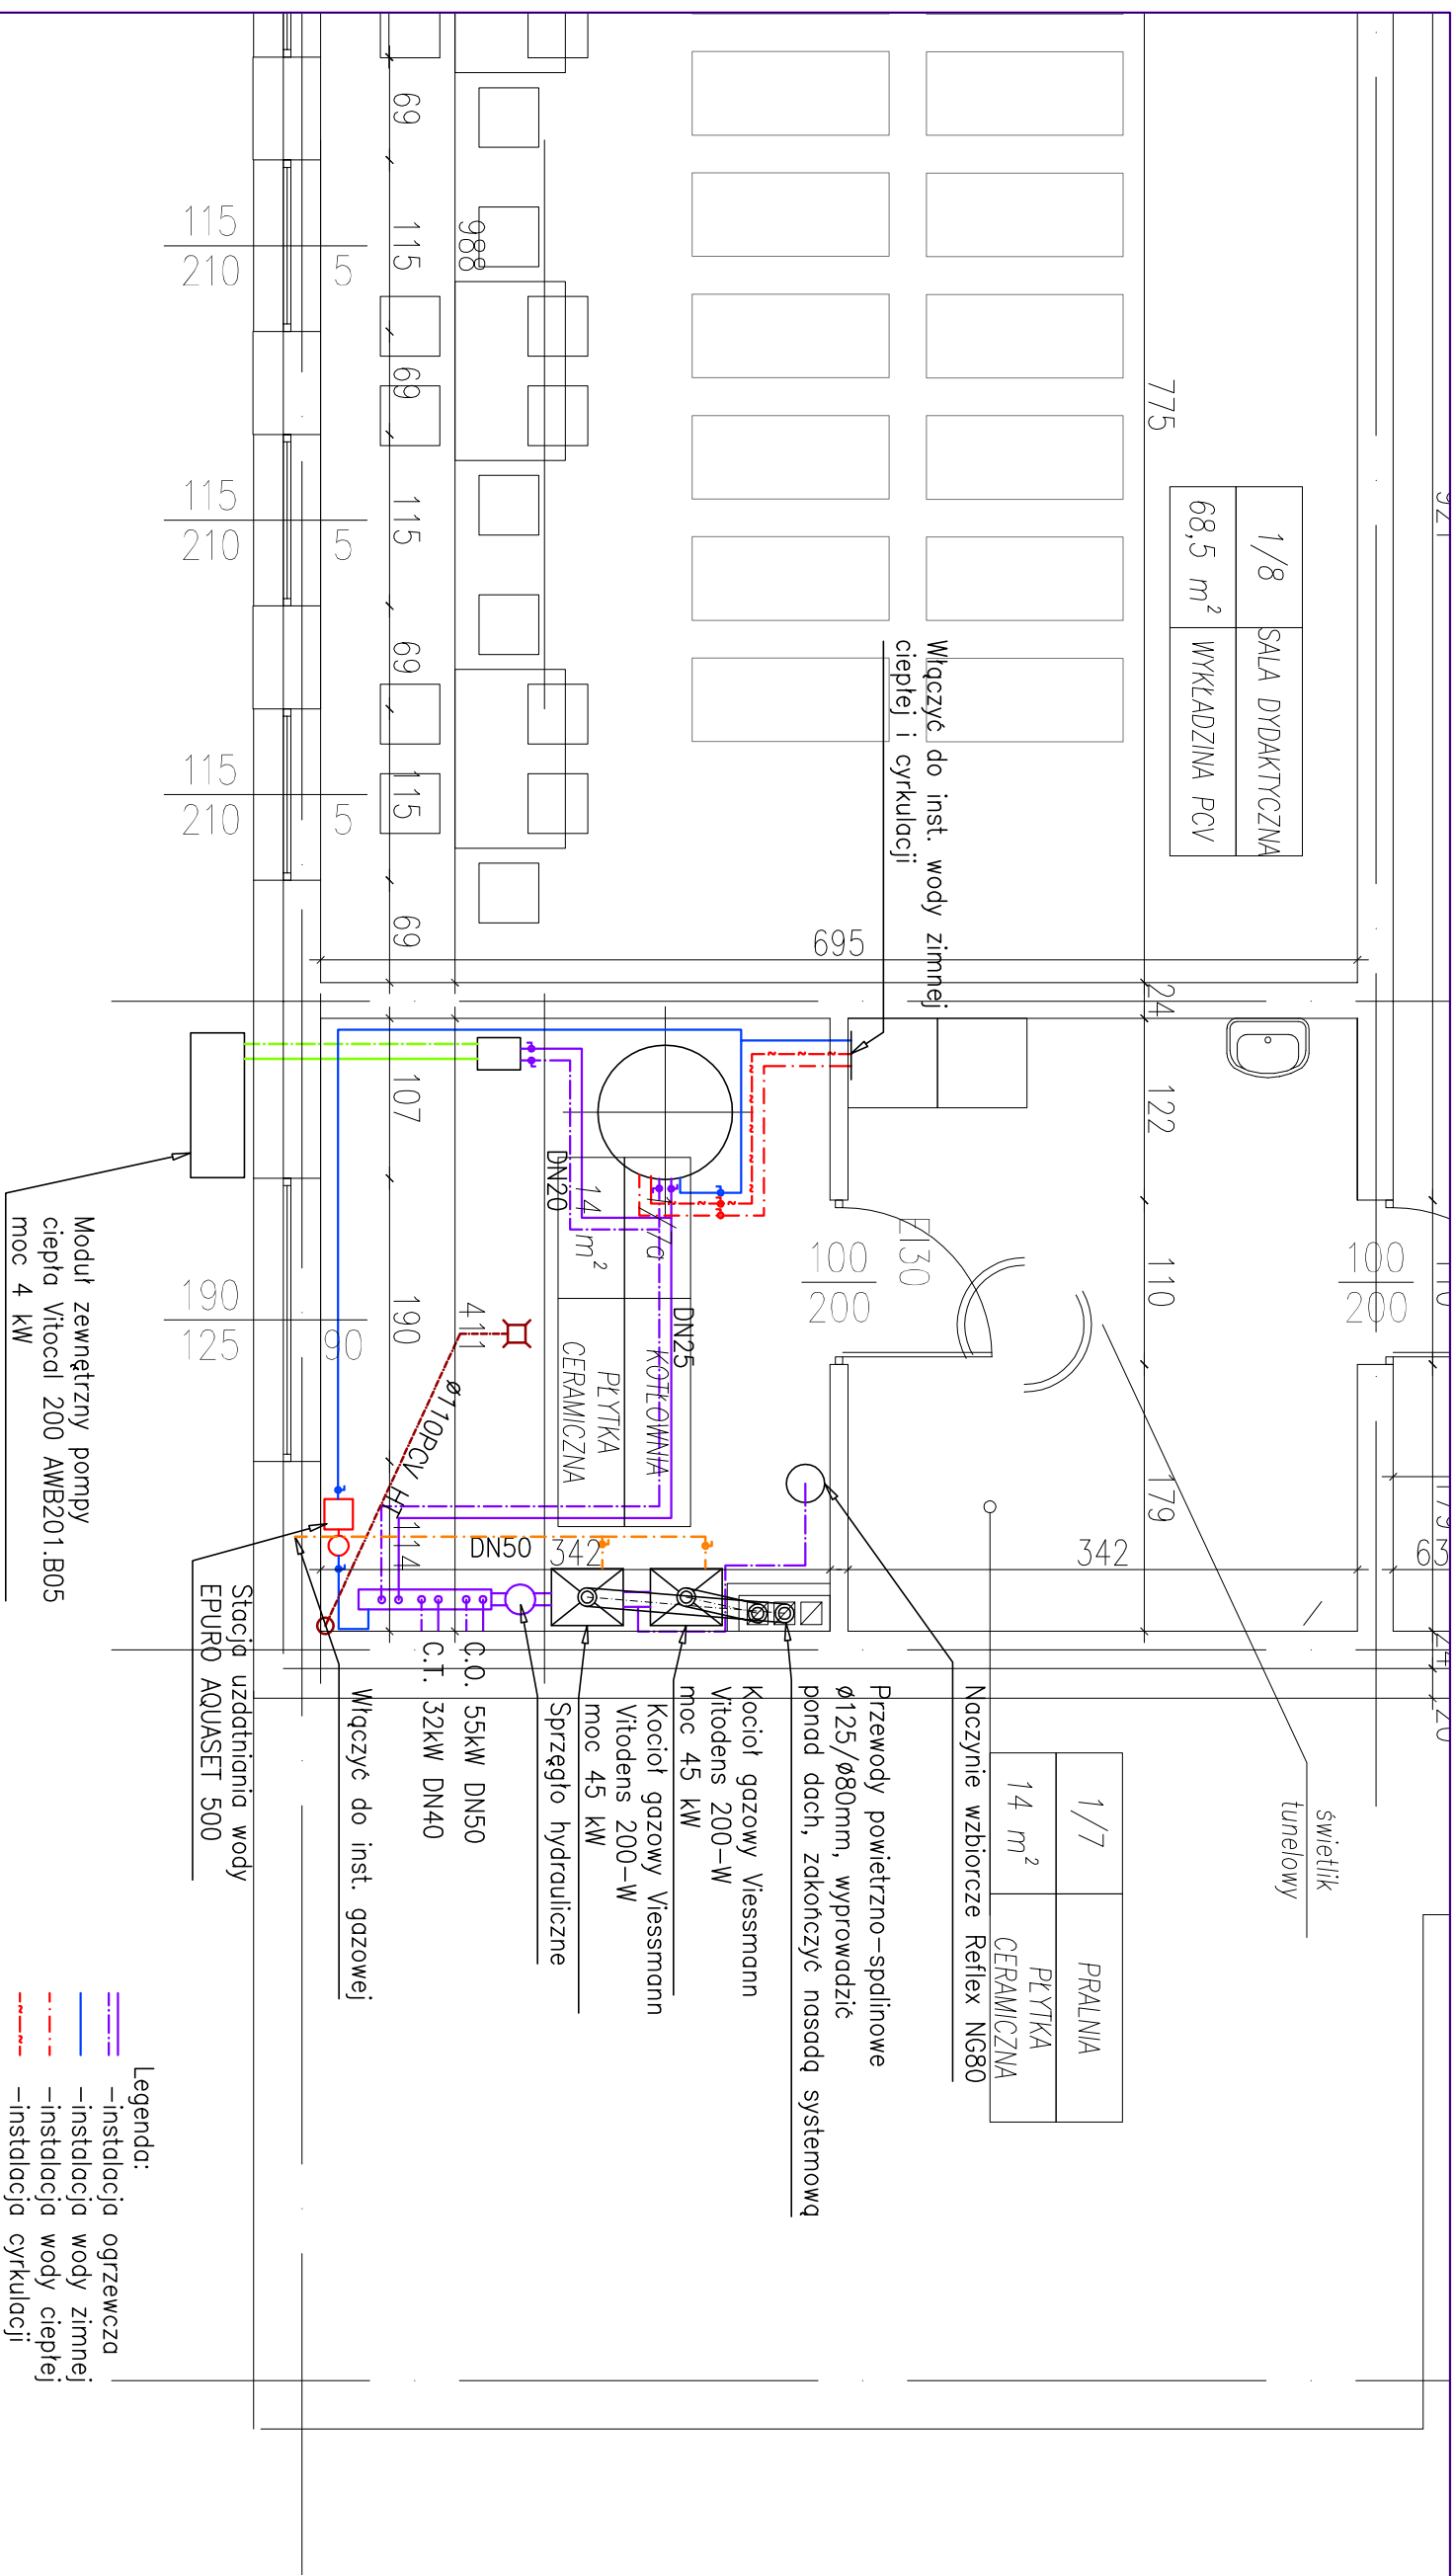 921
775
1/8 SALA DYDAKTYCZNA
68,5 m² WYKŁADZINA PCV
69
115
988
69
115
69
115
69
115
210
5
115
210
5
115
210
5
695
Włączyć do inst. wody zimnej
ciepłej i cyrkulacji
24
122
110
179
107
190
114
411
190
125
90
100
200
EI30
100
200
342
342
63
24
20
DN20
DN25
DN50
KOTŁOWNIA
14 m² PŁYTKA
CERAMICZNA
ø110PCV HT
świetlik
tunelowy
1/7 PRALNIA
14 m² PŁYTKA
CERAMICZNA
Naczynie wzbiorcze Reflex NG80
Przewody powietrzno-spalinowe
ø125/ø80mm, wyprowadzić
ponad dach, zakończyć nasadą systemową
Kocioł gazowy Viessmann
Vitodens 200-W
moc 45 kW
Kocioł gazowy Viessmann
Vitodens 200-W
moc 45 kW
Sprzęgło hydrauliczne
C.O. 55kW DN50
C.T. 32kW DN40
Włączyć do inst. gazowej
Stacja uzdatniania wody
EPURO AQUASET 500
Moduł zewnętrzny pompy
ciepła Vitocal 200 AWB201.B05
moc 4 kW
Legenda:
-instalacja ogrzewcza
-instalacja wody zimnej
-instalacja wody ciepłej
-instalacja cyrkulacji